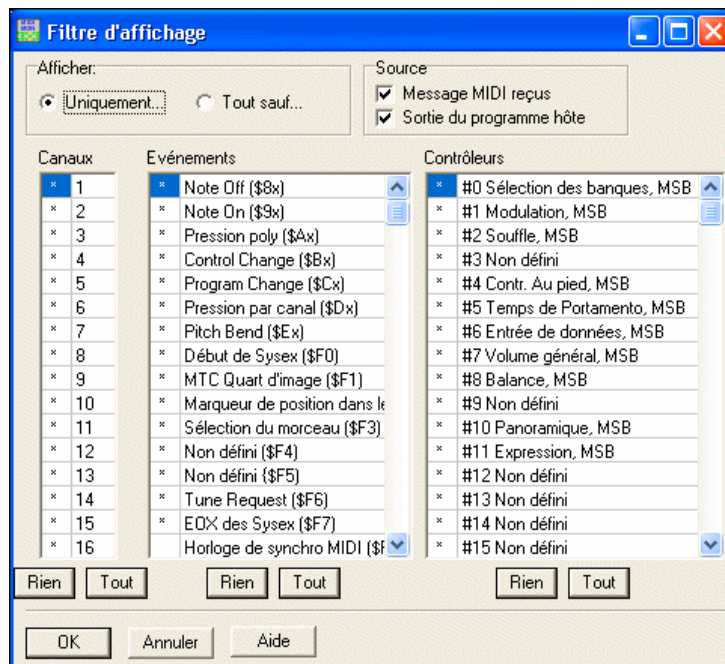 Filtre d'affichage
Afficher:
Uniquement...
Tout sauf...
Source
Message MIDI reçus
Sortie du programme hôte
Canaux
* 1
* 2
* 3
* 4
* 5
* 6
* 7
* 8
* 9
* 10
* 11
* 12
* 13
* 14
* 15
* 16
Evénements
* Note Off ($8x)
* Note On ($9x)
* Pression poly ($Ax)
* Control Change ($Bx)
* Program Change ($Cx)
* Pression par canal ($Dx)
* Pitch Bend ($Ex)
* Début de Sysex ($F0)
* MTC Quart d'image ($F1)
* Marqueur de position dans le
* Sélection du morceau ($F3)
* Non défini ($F4)
* Non défini {$F5)
* Tune Request ($F6)
* EOX des Sysex ($F7)
Horloge de synchro MIDI ($F
Contrôleurs
* #0 Sélection des banques, MSB
* #1 Modulation, MSB
* #2 Souffle, MSB
* #3 Non défini
* #4 Contr. Au pied, MSB
* #5 Temps de Portamento, MSB
* #6 Entrée de données, MSB
* #7 Volume général, MSB
* #8 Balance, MSB
* #9 Non défini
* #10 Panoramique, MSB
* #11 Expression, MSB
* #12 Non défini
* #13 Non défini
* #14 Non défini
* #15 Non défini
Rien Tout
Rien Tout
Rien Tout
OK Annuler Aide